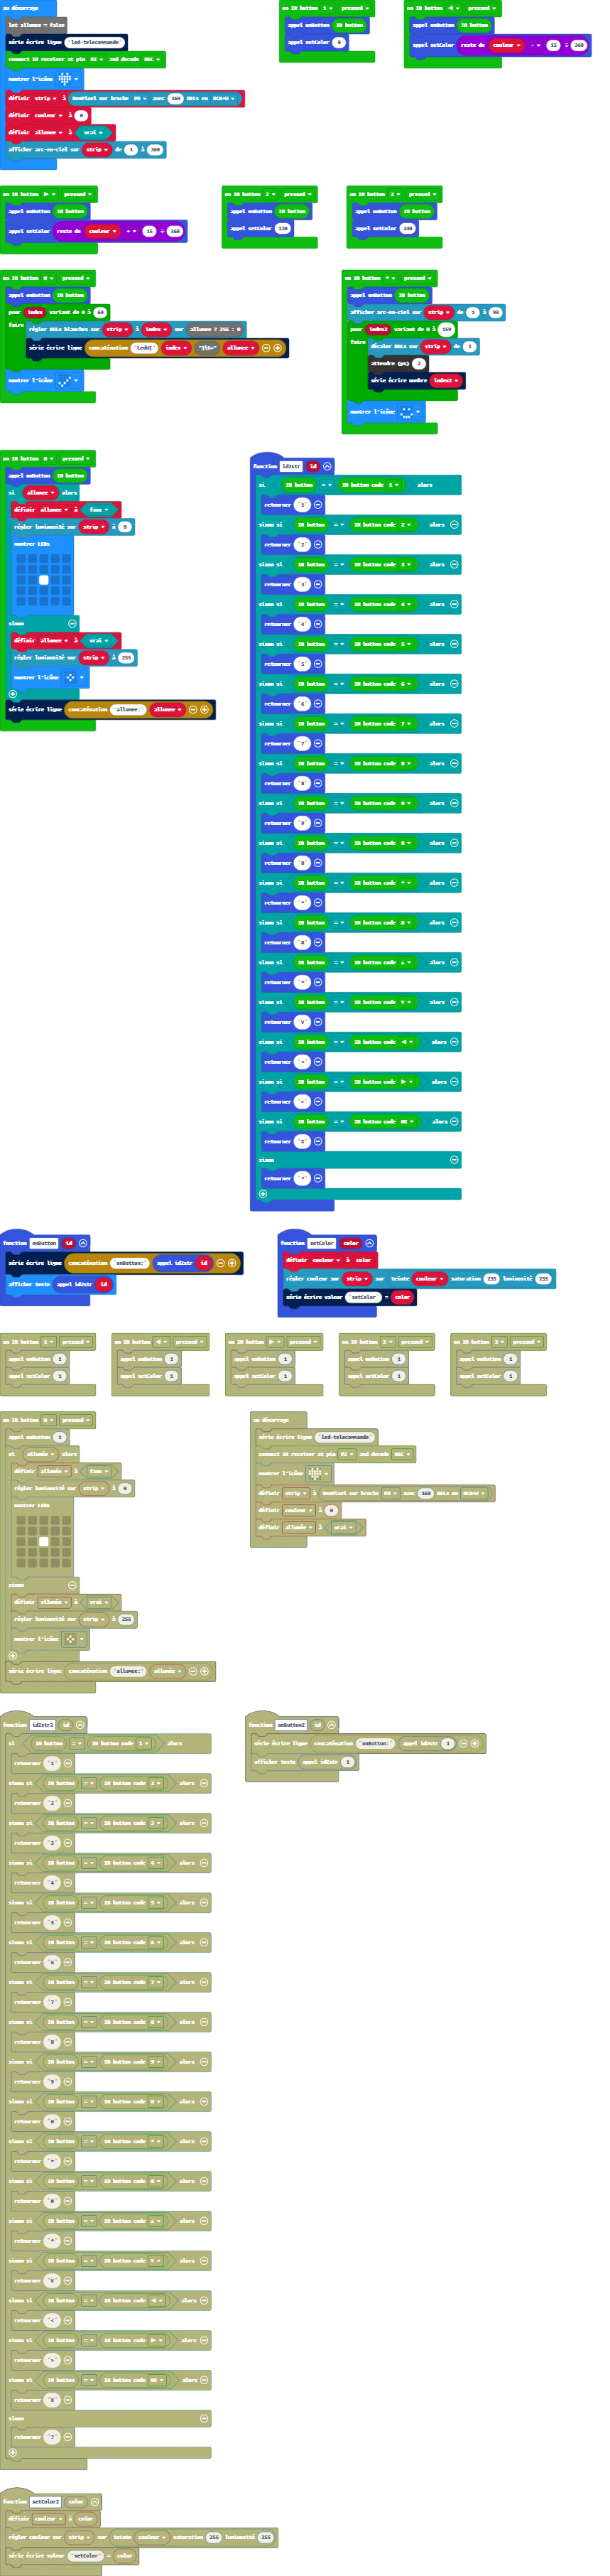 au démarrage
let allumee = false
série écrire ligne "led-telecommande"
connect IR receiver at pin P2 and decode NEC
montrer l'icône
définir strip à NeoPixel sur broche P0 avec 160 DELs en RGB+W
définir couleur à 0
définir allumee à vrai
afficher arc-en-ciel sur strip de 1 à 360
on IR button 1 pressed
appel onButton IR button
appel setColor 0
on IR button ◀ pressed
appel onButton IR button
appel setColor reste de couleur - 15 ÷ 360
on IR button ▶ pressed
appel onButton IR button
appel setColor reste de couleur + 15 ÷ 360
on IR button 2 pressed
appel onButton IR button
appel setColor 120
on IR button 3 pressed
appel onButton IR button
appel setColor 240
on IR button # pressed
appel onButton IR button
pour index variant de 0 à 60
faire régler DELs blanches sur strip à index sur allumee ? 255 : 0
série écrire ligne concaténation "Leds[" index "]\t=" allumee
montrer l'icône
on IR button * pressed
appel onButton IR button
afficher arc-en-ciel sur strip de 1 à 90
pour index2 variant de 0 à 159
faire décaler DELs sur strip de 1
attendre (µs) 2
série écrire nombre index2
montrer l'icône
on IR button 0 pressed
appel onButton IR button
si allumee alors
définir allumee à faux
régler luminosité sur strip à 0
montrer LEDs
sinon
définir allumee à vrai
régler luminosité sur strip à 255
montrer l'icône
série écrire ligne concaténation "allumee:" allumee
fonction id2str id
si IR button = IR button code 1 alors
retourner "1"
sinon si IR button = IR button code 2 alors
retourner "2"
sinon si IR button = IR button code 3 alors
retourner "3"
sinon si IR button = IR button code 4 alors
retourner "4"
sinon si IR button = IR button code 5 alors
retourner "5"
sinon si IR button = IR button code 6 alors
retourner "6"
sinon si IR button = IR button code 7 alors
retourner "7"
sinon si IR button = IR button code 8 alors
retourner "8"
sinon si IR button = IR button code 9 alors
retourner "9"
sinon si IR button = IR button code 0 alors
retourner "0"
sinon si IR button = IR button code * alors
retourner "*"
sinon si IR button = IR button code # alors
retourner "#"
sinon si IR button = IR button code ▲ alors
retourner "^"
sinon si IR button = IR button code ▼ alors
retourner "V"
sinon si IR button = IR button code ◀ alors
retourner "<"
sinon si IR button = IR button code ▶ alors
retourner ">"
sinon si IR button = IR button code OK alors
retourner "X"
sinon
retourner "?"
fonction onButton id
série écrire ligne concaténation "onButton:" appel id2str id
afficher texte appel id2str id
fonction setColor color
définir couleur à color
régler couleur sur strip sur teinte couleur saturation 255 luminosité 255
série écrire valeur "setColor" = color
on IR button 1 pressed
appel onButton 1
appel setColor 1
on IR button ◀ pressed
appel onButton 1
appel setColor 1
on IR button ▶ pressed
appel onButton 1
appel setColor 1
on IR button 2 pressed
appel onButton 1
appel setColor 1
on IR button 3 pressed
appel onButton 1
appel setColor 1
on IR button 0 pressed
appel onButton 1
si allumée alors
définir allumée à faux
régler luminosité sur strip à 0
montrer LEDs
sinon
définir allumée à vrai
régler luminosité sur strip à 255
montrer l'icône
série écrire ligne concaténation "allumee:" allumée
au démarrage
série écrire ligne "led-telecommande"
connect IR receiver at pin P2 and decode NEC
montrer l'icône
définir strip à NeoPixel sur broche P0 avec 160 DELs en RGB+W
définir couleur à 0
définir allumée à vrai
fonction id2str2 id
si IR button = IR button code 1 alors
retourner "1"
sinon si IR button = IR button code 2 alors
retourner "2"
sinon si IR button = IR button code 3 alors
retourner "3"
sinon si IR button = IR button code 4 alors
retourner "4"
sinon si IR button = IR button code 5 alors
retourner "5"
sinon si IR button = IR button code 6 alors
retourner "6"
sinon si IR button = IR button code 7 alors
retourner "7"
sinon si IR button = IR button code 8 alors
retourner "8"
sinon si IR button = IR button code 9 alors
retourner "9"
sinon si IR button = IR button code 0 alors
retourner "0"
sinon si IR button = IR button code * alors
retourner "*"
sinon si IR button = IR button code # alors
retourner "#"
sinon si IR button = IR button code ▲ alors
retourner "^"
sinon si IR button = IR button code ▼ alors
retourner "V"
sinon si IR button = IR button code ◀ alors
retourner "<"
sinon si IR button = IR button code ▶ alors
retourner ">"
sinon si IR button = IR button code OK alors
retourner "X"
sinon
retourner "?"
fonction onButton2 id
série écrire ligne concaténation "onButton:" appel id2str 1
afficher texte appel id2str 1
fonction setColor2 color
définir couleur à color
régler couleur sur strip sur teinte couleur saturation 255 luminosité 255
série écrire valeur "setColor" = color